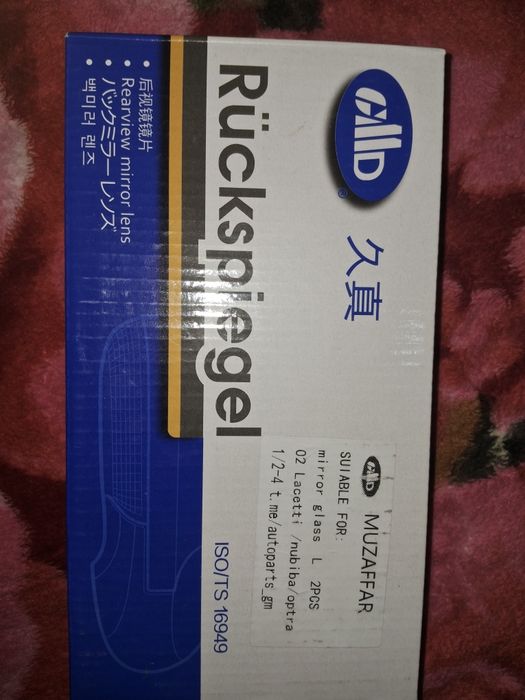 ®
久真
Rückspiegel
• 后视镜镜片
• Rearview mirror lens
• バックミラーレンズ
• 백미러 렌즈
MUZAFFAR
SUIABLE FOR:
mirror glass L 2PCS
02 Lacetti /nubiba/optra
1/2-4 t.me/autoparts_gm
ISO/TS 16949